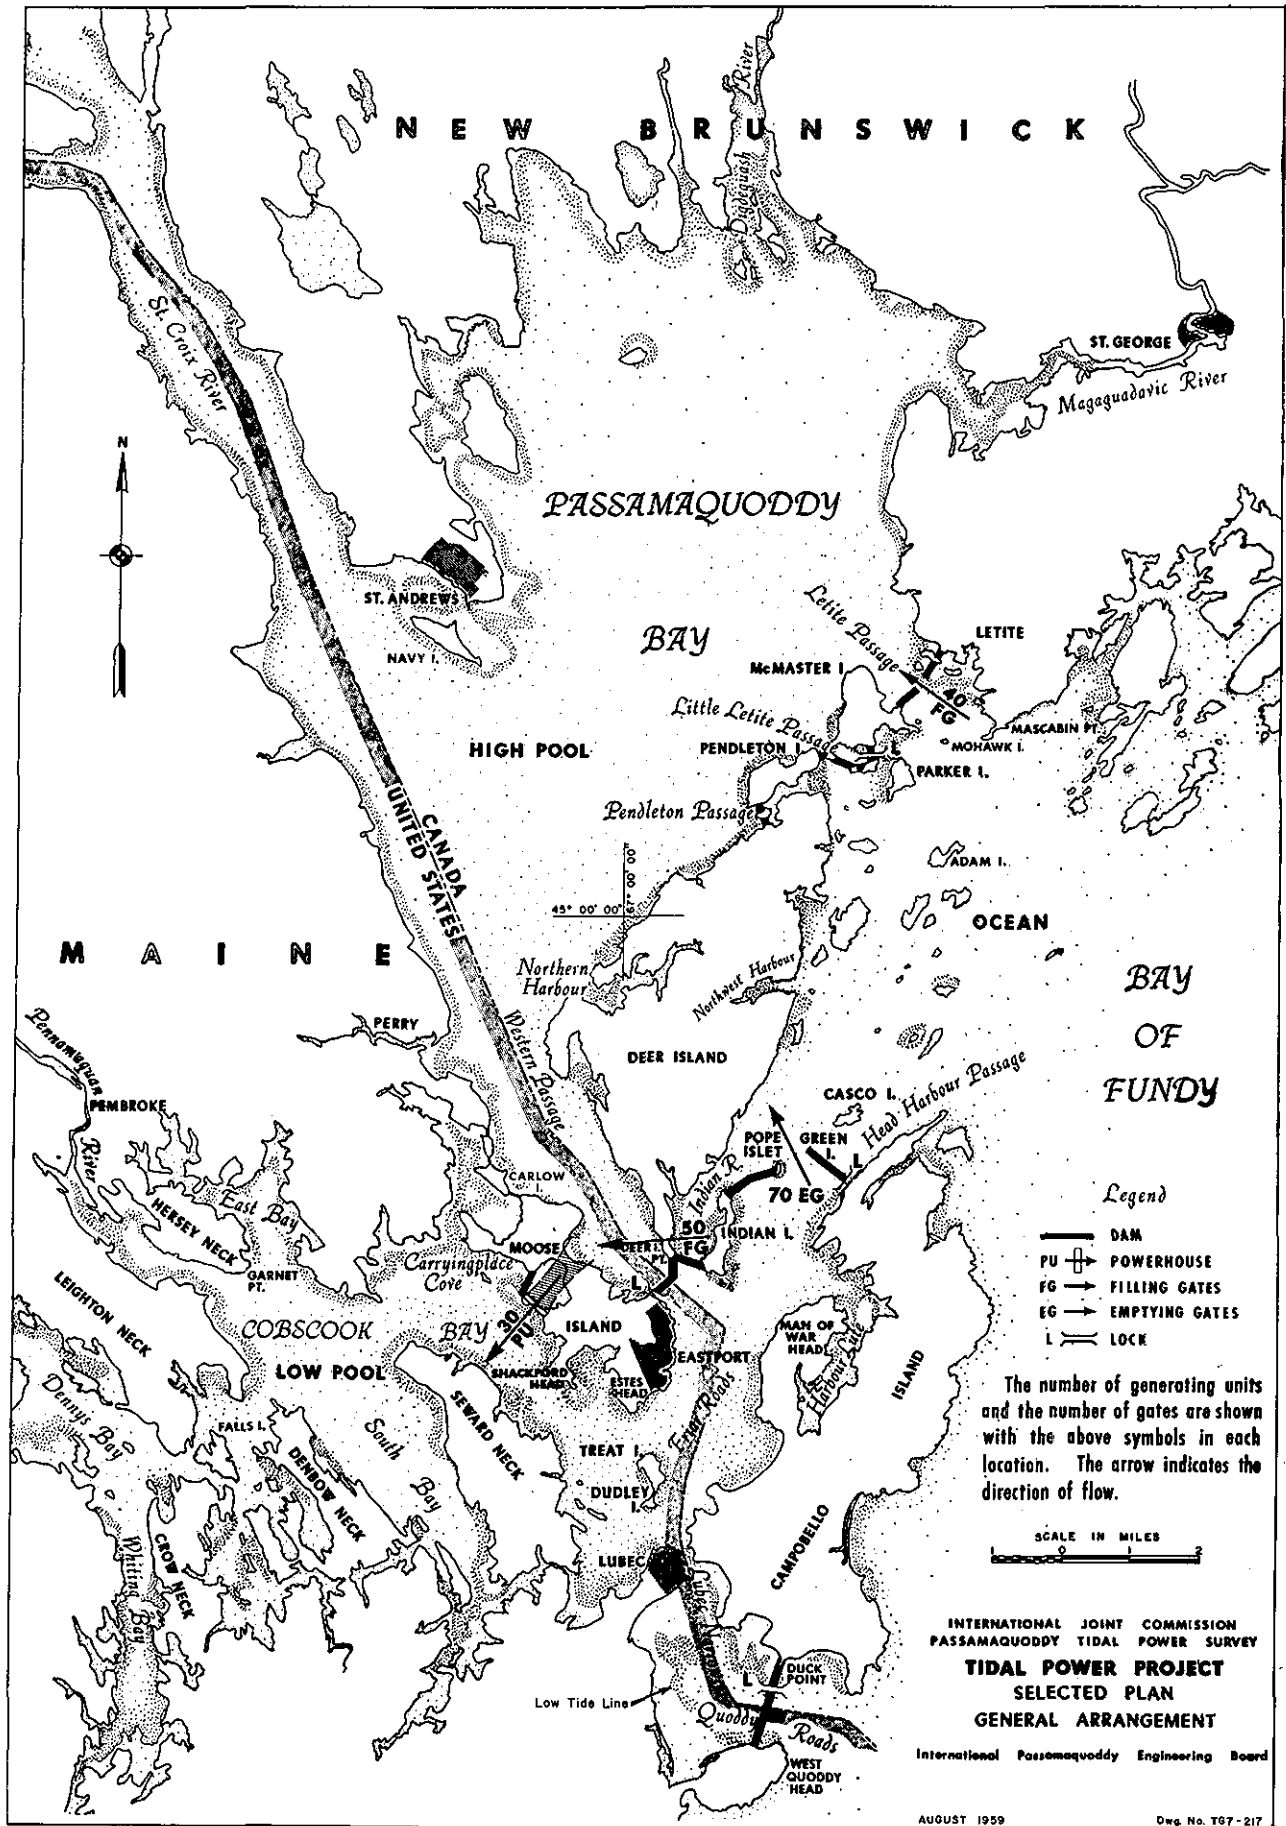 NEW BRUNSWICK
Digdeguash River
St. Croix River
ST. GEORGE
Magaguadavic River
N
PASSAMAQUODDY
BAY
ST. ANDREWS
NAVY I.
Letite Passage
LETITE
McMASTER I.
40
FG
Little Letite Passage
MASCABIN PT.
MOHAWK I.
PENDLETON I.
L
PARKER I.
HIGH POOL
Pendleton Passage
CANADA
UNITED STATES
67° 00' 00"
45° 00' 00"
ADAM I.
OCEAN
MAINE
BAY
OF
FUNDY
Northern
Harbour
Northwest Harbour
Western Passage
PERRY
DEER ISLAND
Pennamaquan
River
PEMBROKE
CASCO I.
Head Harbour Passage
POPE
ISLET
GREEN
I.
L
70 EG
CARLOW
I.
Indian R.
INDIAN I.
50
FG
DEER I.
PT.
L
East Bay
HERSEY NECK
GARNET
PT.
MOOSE
ISLAND
Carryingplace
Cove
30
PU
LEIGHTON NECK
COBSCOOK
BAY
LOW POOL
SHACKFORD
HEAD
ESTES
HEAD
EASTPORT
MAN OF
WAR
HEAD
Harbour Lute
Friar Roads
Dennys Bay
FALLS I.
South
Bay
SEWARD NECK
DENBOW NECK
TREAT I.
DUDLEY
I.
CAMPOBELLO
ISLAND
Whiting Bay
CROW NECK
LUBEC
Lubec Narrows
L
DUCK
POINT
Low Tide Line
Quoddy Roads
WEST
QUODDY
HEAD
Legend
DAM
PU POWERHOUSE
FG FILLING GATES
EG EMPTYING GATES
L LOCK
The number of generating units
and the number of gates are shown
with the above symbols in each
location. The arrow indicates the
direction of flow.
SCALE IN MILES
1 0 1 2
INTERNATIONAL JOINT COMMISSION
PASSAMAQUODDY TIDAL POWER SURVEY
TIDAL POWER PROJECT
SELECTED PLAN
GENERAL ARRANGEMENT
International Passamaquoddy Engineering Board
AUGUST 1959
Dwg. No. TG7-217